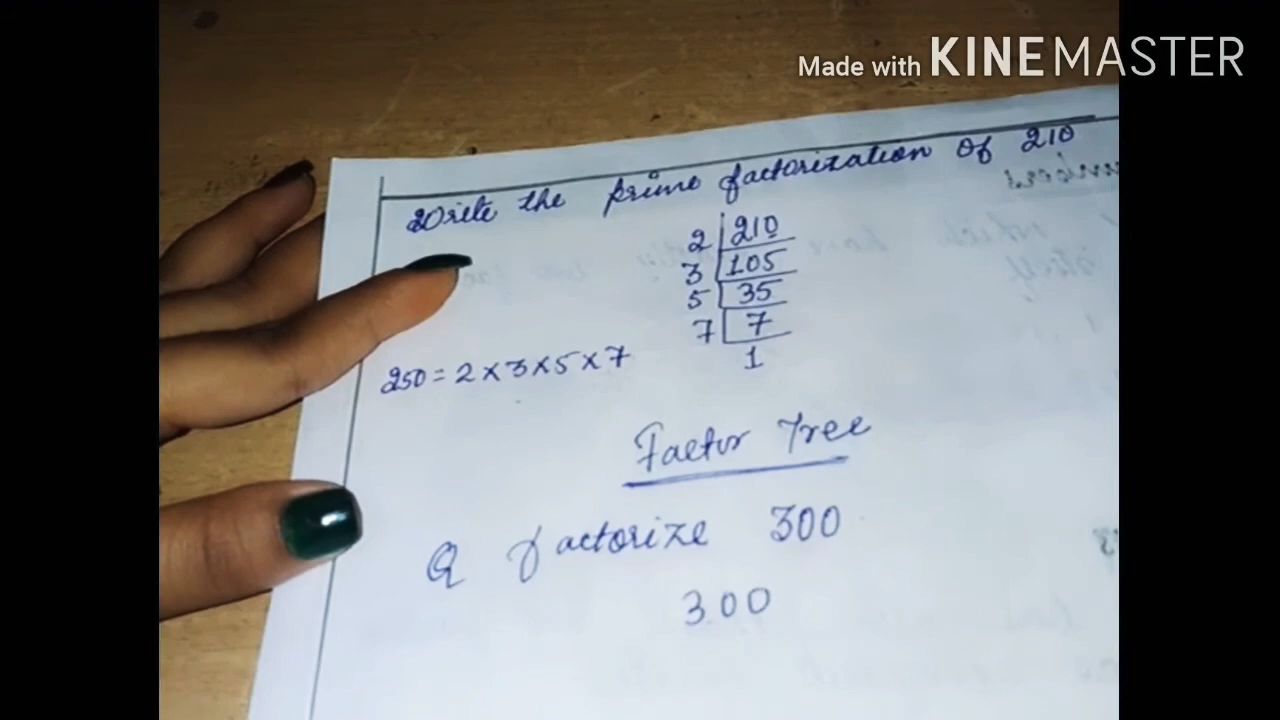 Made with KINEMASTER
Write the prime factorization of 210
2 210
3 105
5 35
7 7
1
250 = 2 × 3 × 5 × 7
Factor Tree
Q factorize 300
300